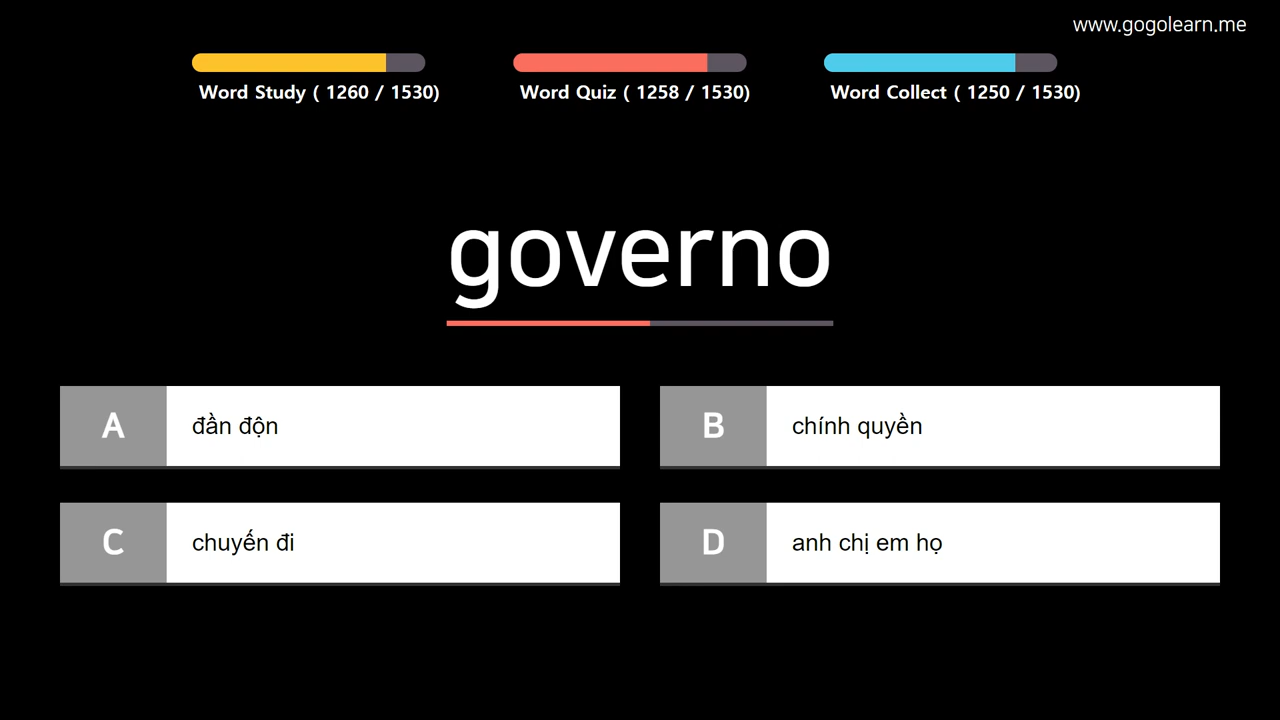 www.gogolearn.me
Word Study ( 1260 / 1530)
Word Quiz ( 1258 / 1530)
Word Collect ( 1250 / 1530)
governo
A
đần độn
B
chính quyền
C
chuyến đi
D
anh chị em họ